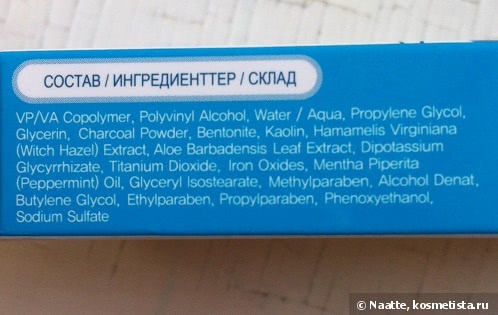 СОСТАВ / ИНГРЕДИЕНТТЕР / СКЛАД
VP/VA Copolymer, Polyvinyl Alcohol, Water / Aqua, Propylene Glycol,
Glycerin, Charcoal Powder, Bentonite, Kaolin, Hamamelis Virginiana
(Witch Hazel) Extract, Aloe Barbadensis Leaf Extract, Dipotassium
Glycyrrhizate, Titanium Dioxide, Iron Oxides, Mentha Piperita
(Peppermint) Oil, Glyceryl Isostearate, Methylparaben, Alcohol Denat,
Butylene Glycol, Ethylparaben, Propylparaben, Phenoxyethanol,
Sodium Sulfate
© Naatte, kosmetista.ru